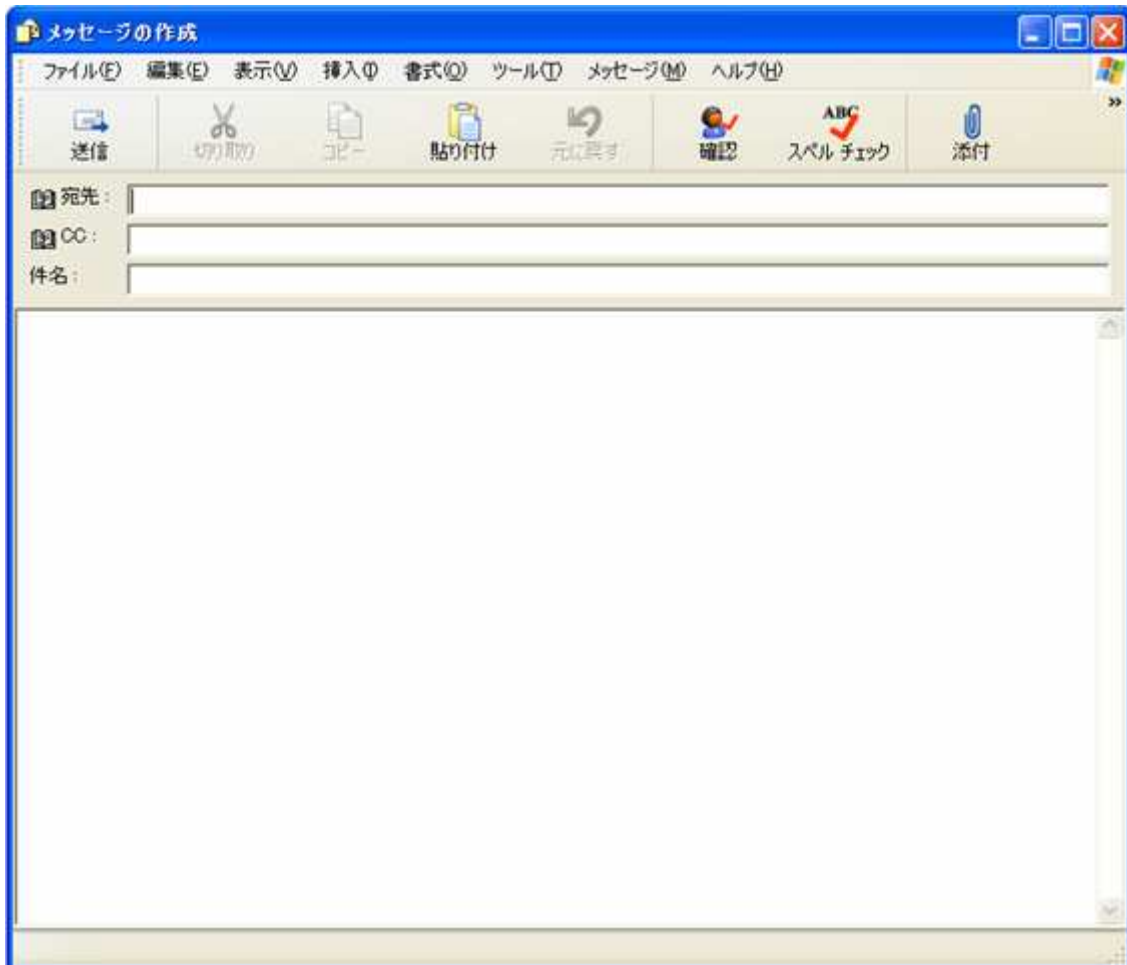 メッセージの作成
ファイル(F) 編集(E) 表示(V) 挿入(I) 書式(O) ツール(T) メッセージ(M) ヘルプ(H)
送信 切り取り コピー 貼り付け 元に戻す ABC 確認 スペル チェック 添付 »
宛先:
CC:
件名: